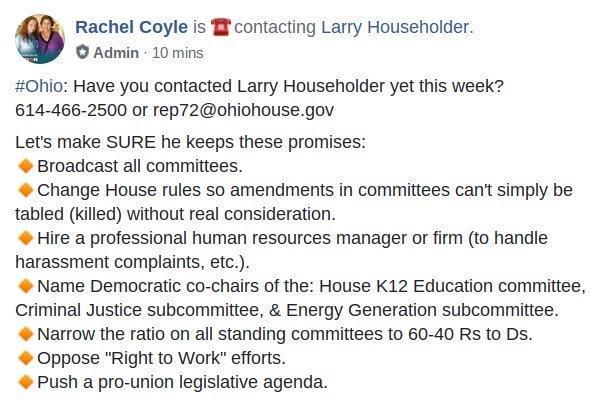 Rachel Coyle is ☎️ contacting Larry Householder.
Admin · 10 mins
#Ohio: Have you contacted Larry Householder yet this week?
614-466-2500 or rep72@ohiohouse.gov
Let's make SURE he keeps these promises:
🔶Broadcast all committees.
🔶Change House rules so amendments in committees can't simply be
tabled (killed) without real consideration.
🔶Hire a professional human resources manager or firm (to handle
harassment complaints, etc.).
🔶Name Democratic co-chairs of the: House K12 Education committee,
Criminal Justice subcommittee, & Energy Generation subcommittee.
🔶Narrow the ratio on all standing committees to 60-40 Rs to Ds.
🔶Oppose "Right to Work" efforts.
🔶Push a pro-union legislative agenda.